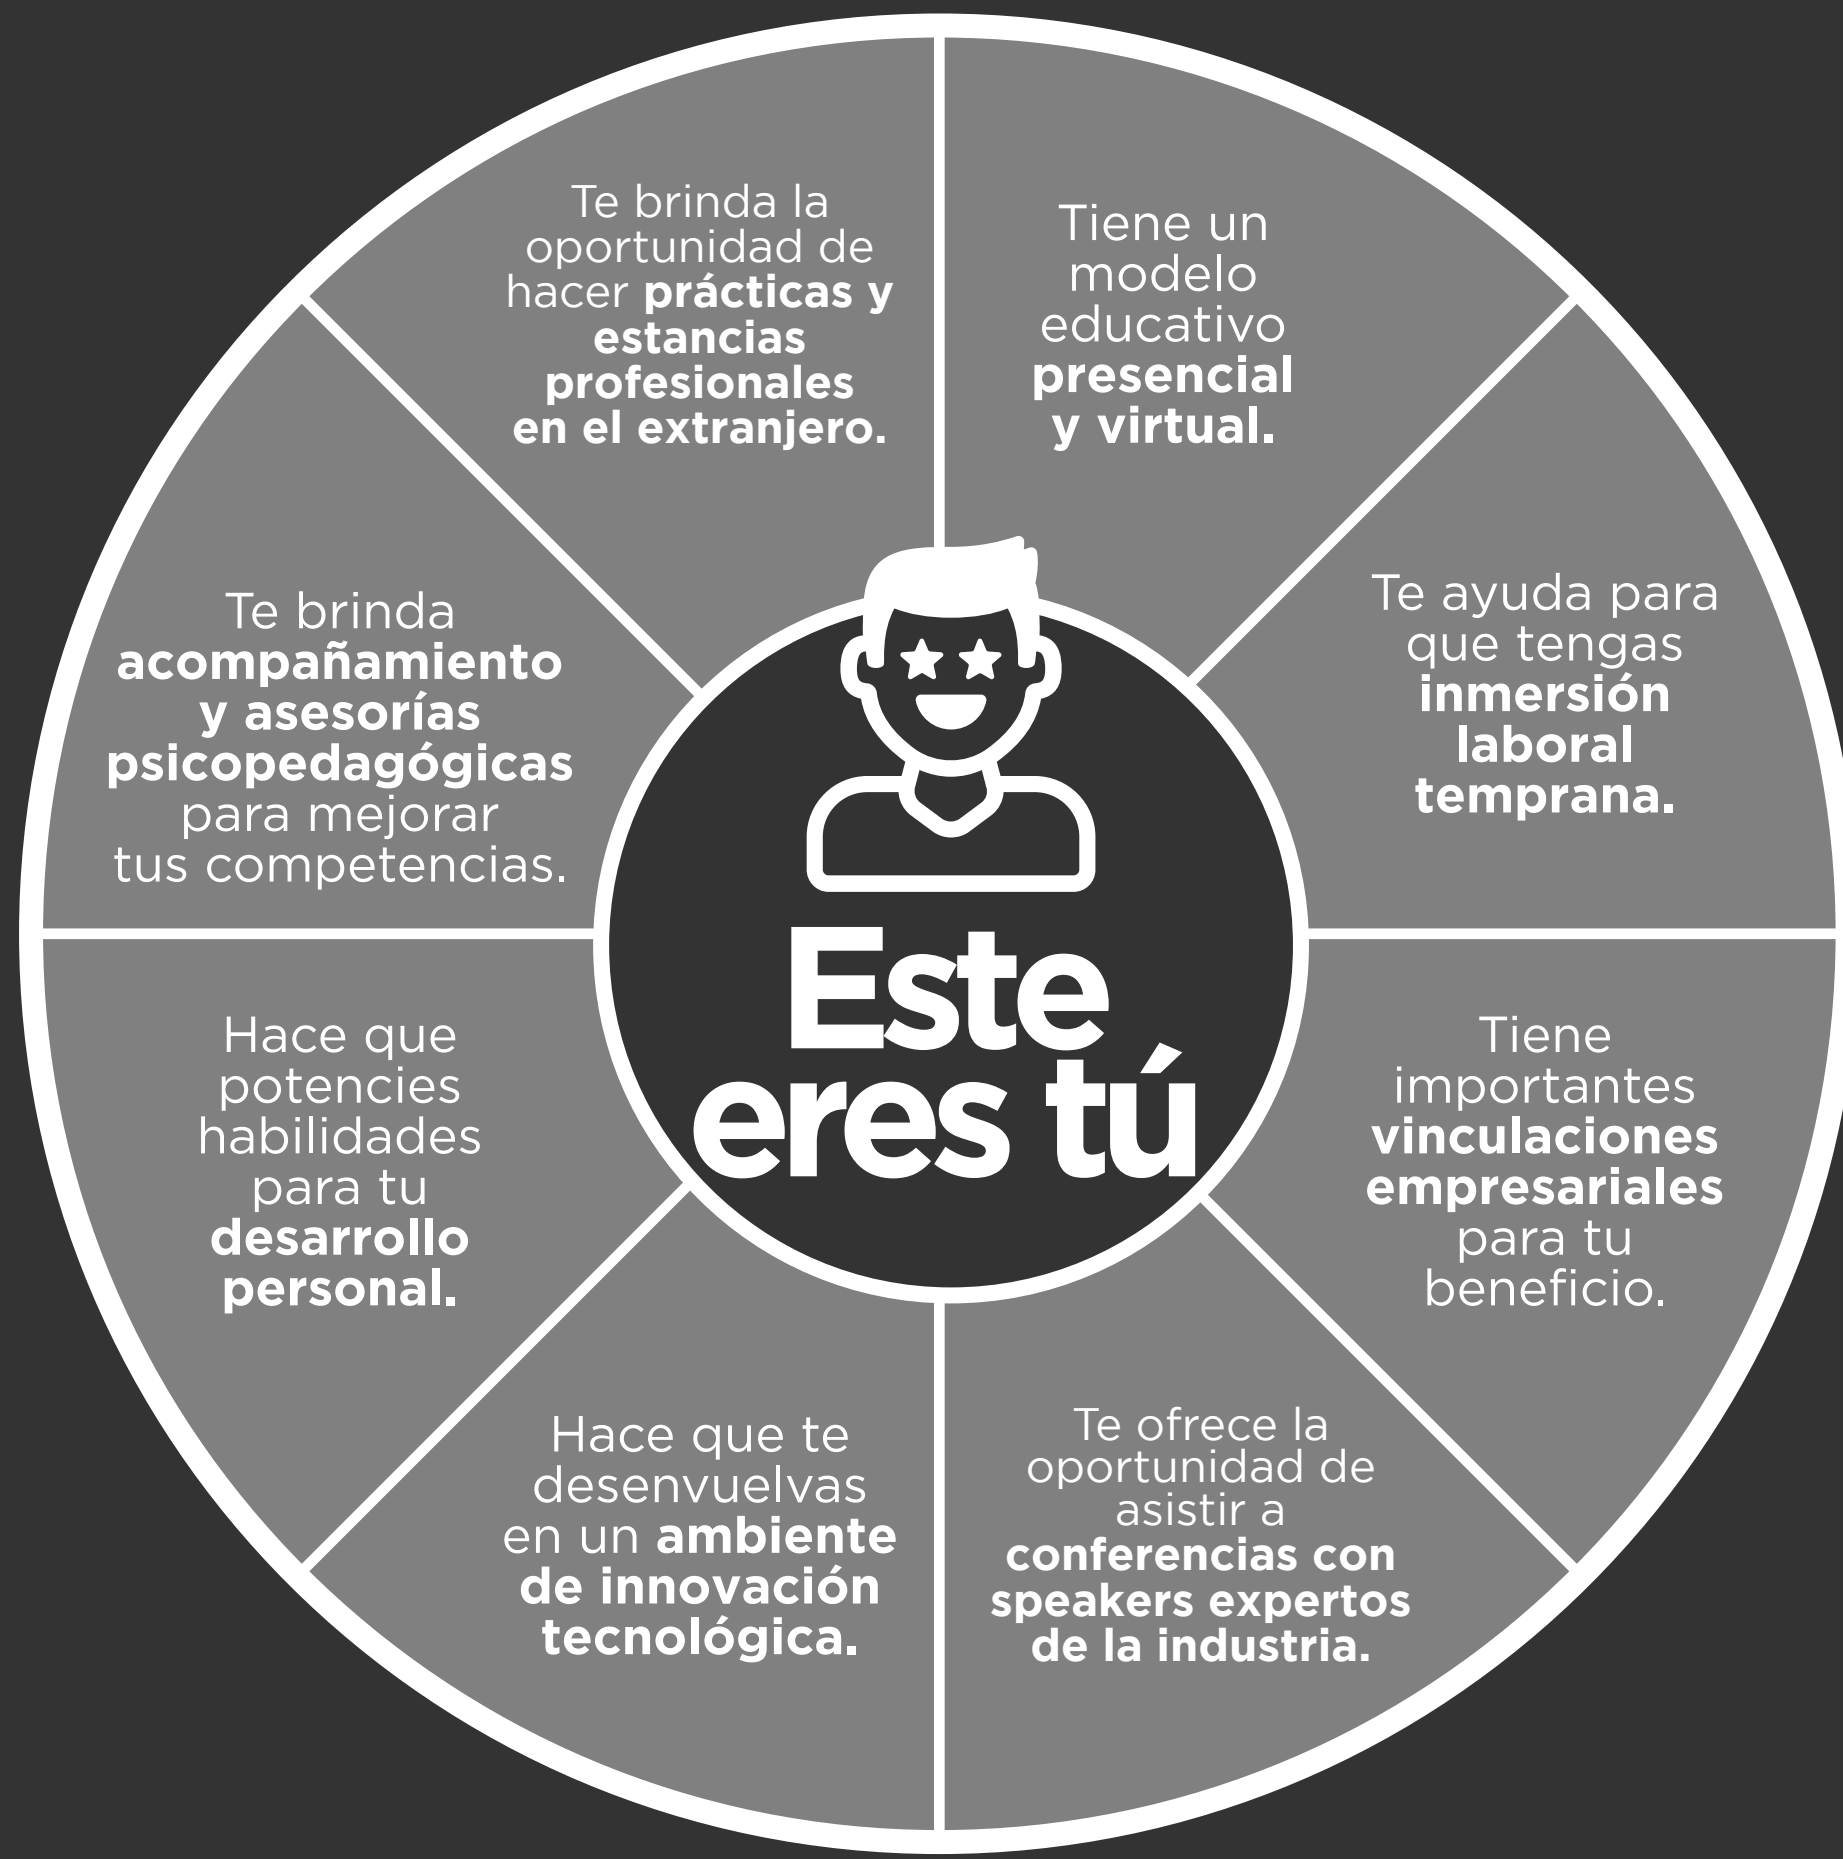 Te brinda la
oportunidad de
hacer prácticas y
estancias
profesionales
en el extranjero.
Tiene un
modelo
educativo
presencial
y virtual.
Te ayuda para
que tengas
inmersión
laboral
temprana.
Tiene
importantes
vinculaciones
empresariales
para tu
beneficio.
Te ofrece la
oportunidad de
asistir a
conferencias con
speakers expertos
de la industria.
Hace que te
desenvuelvas
en un ambiente
de innovación
tecnológica.
Hace que
potencies
habilidades
para tu
desarrollo
personal.
Te brinda
acompañamiento
y asesorías
psicopedagógicas
para mejorar
tus competencias.
Este
eres tú